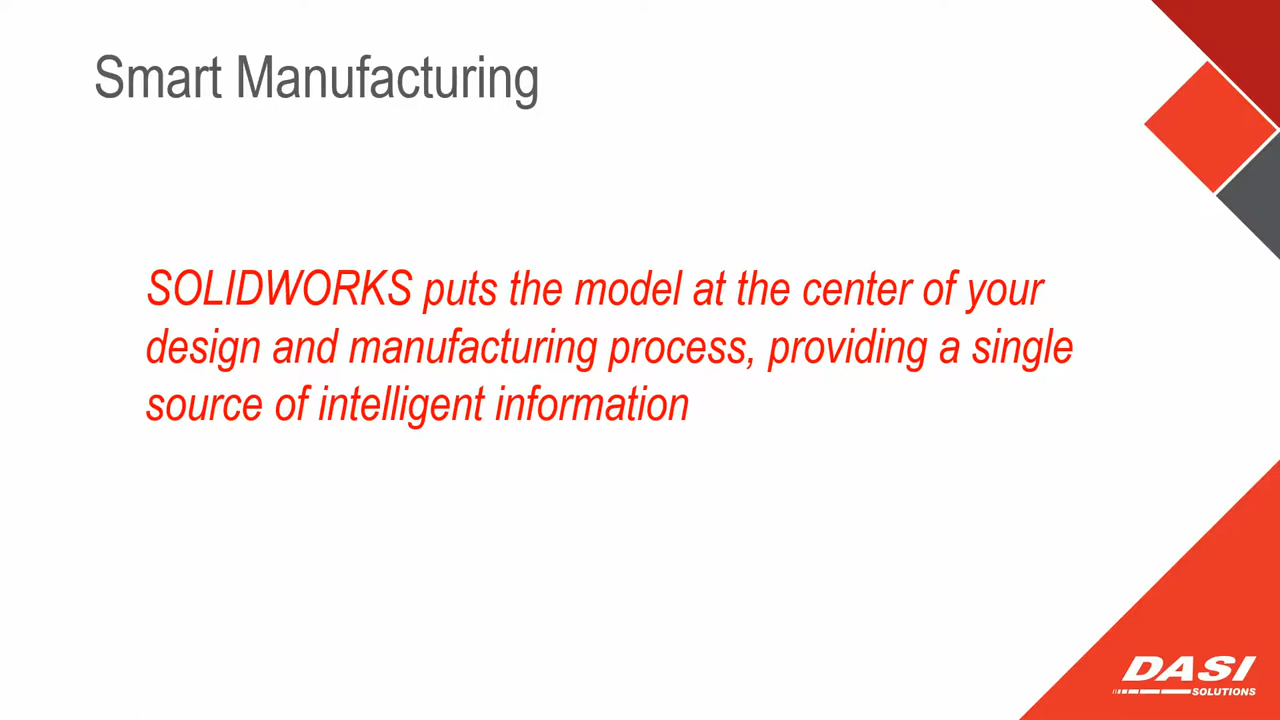 Smart Manufacturing
SOLIDWORKS puts the model at the center of your
design and manufacturing process, providing a single
source of intelligent information
DASI
SOLUTIONS